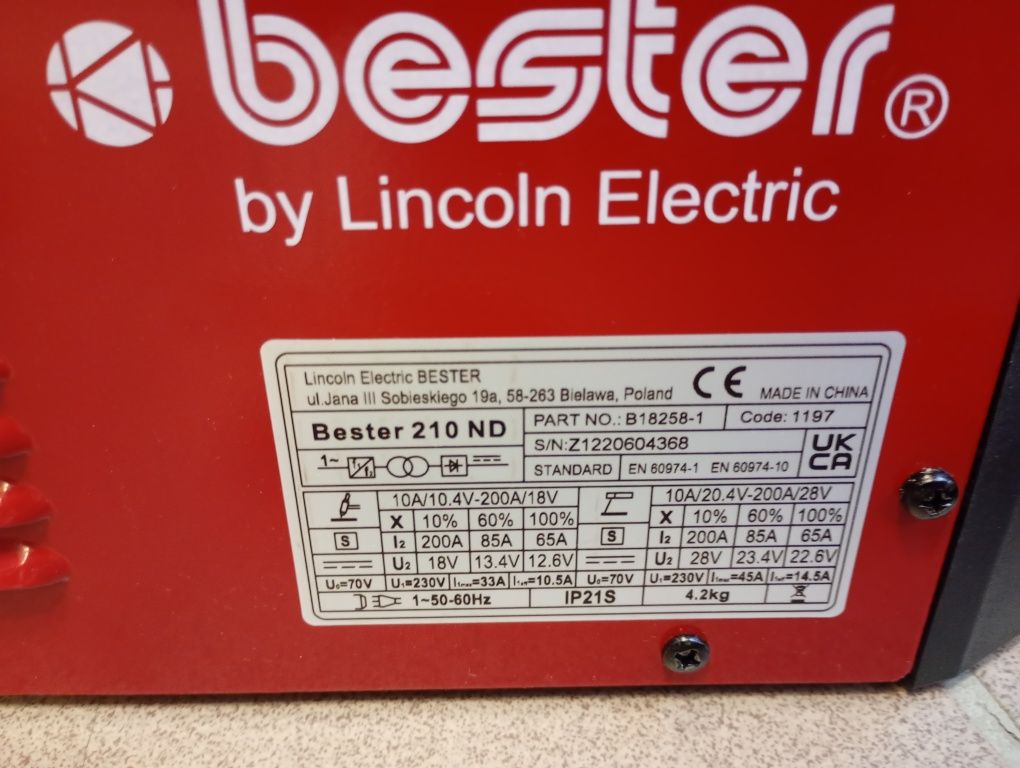 bester®
by Lincoln Electric
Lincoln Electric BESTER
ul.Jana III Sobieskiego 19a, 58-263 Bielawa, Poland
CE
MADE IN CHINA
Bester 210 ND
PART NO.: B18258-1
Code: 1197
S/N:Z1220604368
UK
CA
STANDARD
EN 60974-1 EN 60974-10
1~
10A/10.4V-200A/18V
X 10% 60% 100%
S
I₂ 200A 85A 65A
U₂ 18V 13.4V 12.6V
U₀=70V U₁=230V I₁max=33A I₁eff=10.5A
10A/20.4V-200A/28V
X 10% 60% 100%
S
I₂ 200A 85A 65A
U₂ 28V 23.4V 22.6V
U₀=70V U₁=230V I₁max=45A I₁eff=14.5A
1~50-60Hz
IP21S
4.2kg